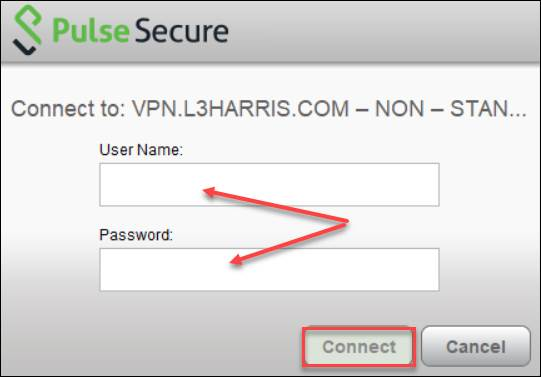 Pulse Secure
Connect to: VPN.L3HARRIS.COM – NON – STAN...
User Name:
Password:
Connect
Cancel